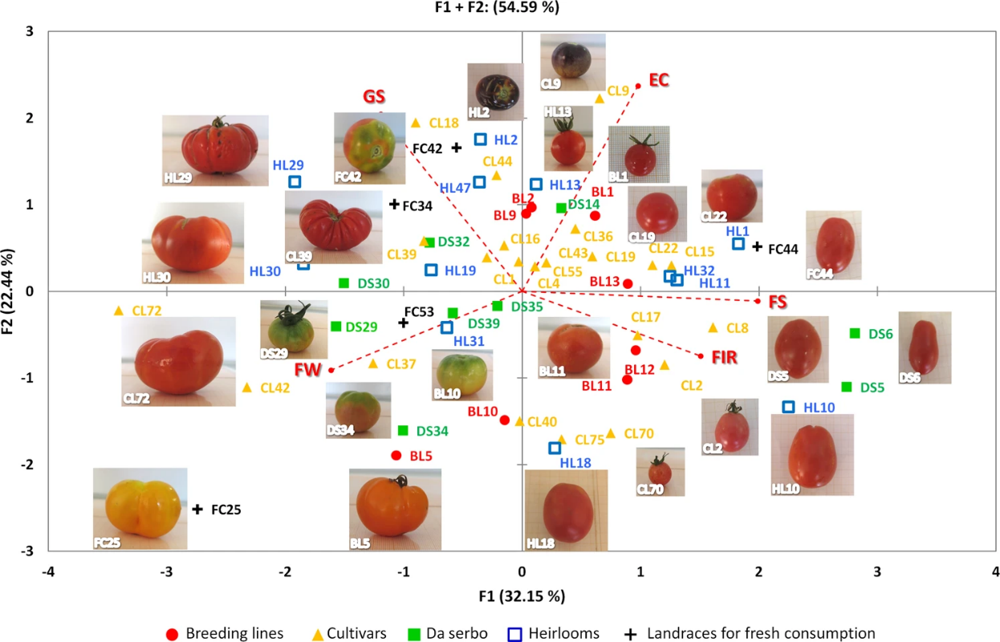 F1 + F2: (54.59 %)
3
CL9
EC
CL9
GS
HL2
HL13
2
CL18
HL2
BL1
FC42
CL44
HL29
HL29
FC42
HL47
HL13
BL1
CL22
BL2
DS14
1
FC34
BL9
CL19
HL1
CL36
FC44
HL30
CL39
CL39
DS32
CL16
CL43
CL19
CL22
CL15
FC44
HL30
HL19
CL1
CL4
CL55
BL13
HL32
HL11
DS30
0
FS
CL72
FC53
DS35
CL17
DS29
DS29
DS39
HL31
CL8
DS6
FW
CL37
BL11
BL12
FIR
DS5
DS6
-1
CL72
CL42
BL10
BL11
CL2
DS5
BL10
HL10
DS34
DS34
CL40
CL70
CL2
CL75
BL5
HL18
-2
CL70
HL10
FC25
FC25
BL5
HL18
-3
-4 -3 -2 -1 0 1 2 3 4
F1 (32.15 %)
F2 (22.44 %)
Breeding lines Cultivars Da serbo Heirlooms Landraces for fresh consumption